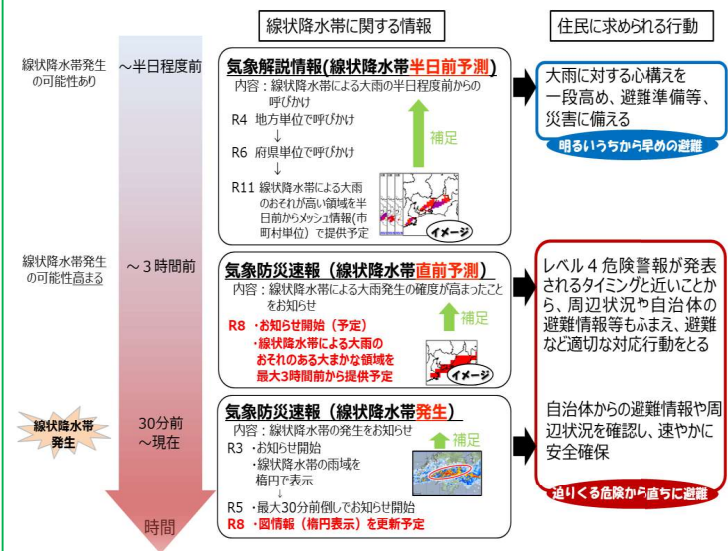 線状降水帯に関する情報
住民に求められる行動
線状降水帯発生
の可能性あり
～半日程度前
気象解説情報(線状降水帯半日前予測)
内容：線状降水帯による大雨の半日程度前からの
呼びかけ
R4 地方単位で呼びかけ
↓
R6 府県単位で呼びかけ
↓
R11 線状降水帯による大雨
のおそれが高い領域を半
日前からメッシュ情報(市
町村単位）で提供予定
補足
イメージ
大雨に対する心構えを
一段高め、避難準備等、
災害に備える
明るいうちから早めの避難
線状降水帯発生
の可能性高まる
～３時間前
気象防災速報（線状降水帯直前予測）
内容：線状降水帯による大雨発生の確度が高まったこと
をお知らせ
R8 ・お知らせ開始（予定）
・線状降水帯による大雨の
おそれのある大まかな領域を
最大3時間前から提供予定
補足
イメージ
レベル４危険警報が発表
されるタイミングと近いことか
ら、周辺状況や自治体の
避難情報等もふまえ、避難
など適切な対応行動をとる
線状降水帯
発生
30分前
～現在
気象防災速報（線状降水帯発生）
内容：線状降水帯の発生をお知らせ
R3 ・お知らせ開始
・線状降水帯の雨域を
楕円で表示
↓
R5 ・最大30分前倒しでお知らせ開始
R8 ・図情報（楕円表示）を更新予定
補足
自治体からの避難情報や周
辺状況を確認し、速やかに
安全確保
迫りくる危険から直ちに避難
時間